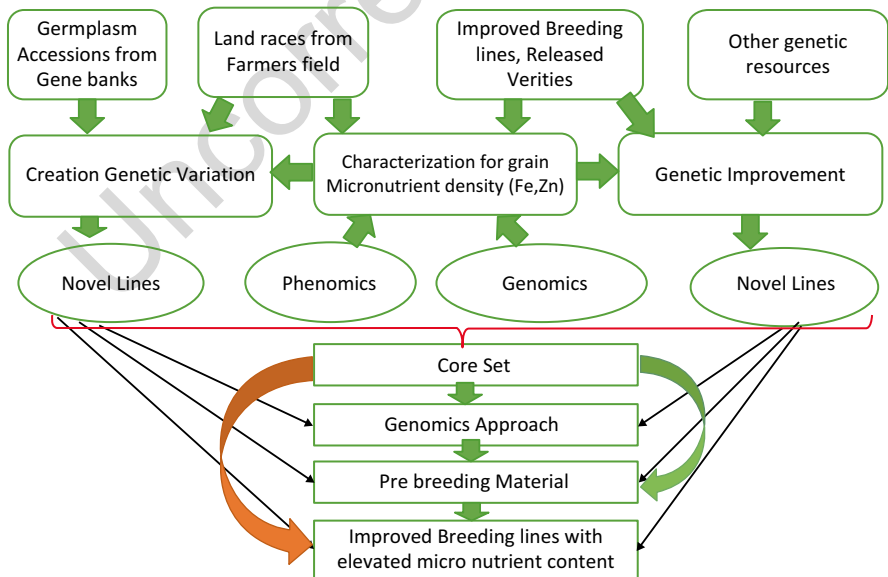 Germplasm
Accessions from
Gene banks
Land races from
Farmers field
Improved Breeding
lines, Released
Verities
Other genetic
resources
Creation Genetic Variation
Characterization for grain
Micronutrient density (Fe,Zn)
Genetic Improvement
Novel Lines
Phenomics
Genomics
Novel Lines
Core Set
Genomics Approach
Pre breeding Material
Improved Breeding lines with
elevated micro nutrient content
Uncorre